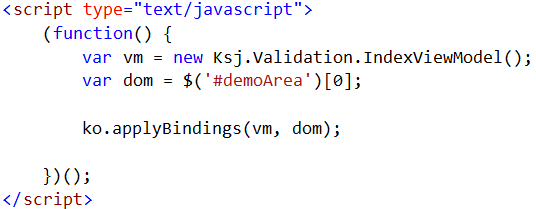 <script type="text/javascript">
    (function() {
        var vm = new Ksj.Validation.IndexViewModel();
        var dom = $('#demoArea')[0];

        ko.applyBindings(vm, dom);

    })();
</script>